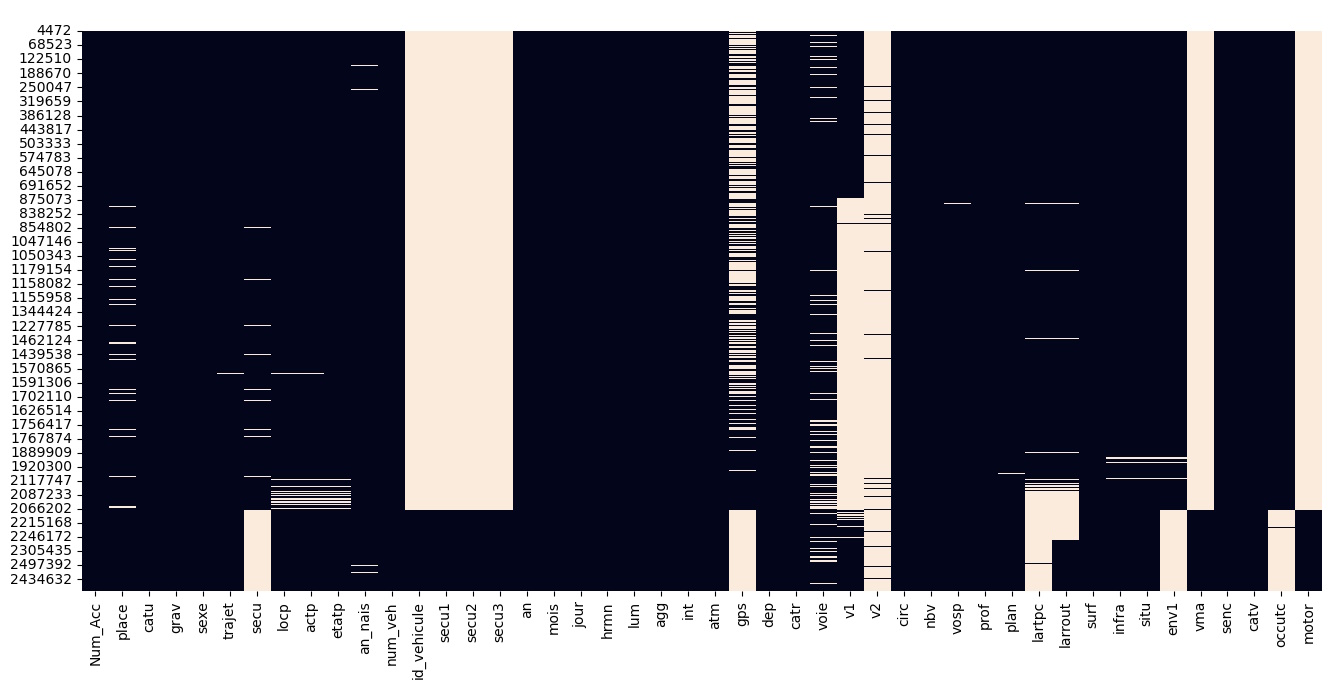 4472
68523
122510
188670
250047
319659
386128
443817
503333
574783
645078
691652
875073
838252
854802
1047146
1050343
1179154
1158082
1155958
1344424
1227785
1462124
1439538
1570865
1591306
1702110
1626514
1756417
1767874
1889909
1920300
2117747
2087233
2066202
2215168
2246172
2305435
2497392
2434632
Num_Acc
place
catu
grav
sexe
trajet
secu
locp
actp
etatp
an_nais
num_veh
id_vehicule
secu1
secu2
secu3
an
mois
jour
hrmn
lum
agg
int
atm
gps
dep
catr
voie
v1
v2
circ
nbv
vosp
prof
plan
lartpc
larrout
surf
infra
situ
env1
vma
senc
catv
occutc
motor